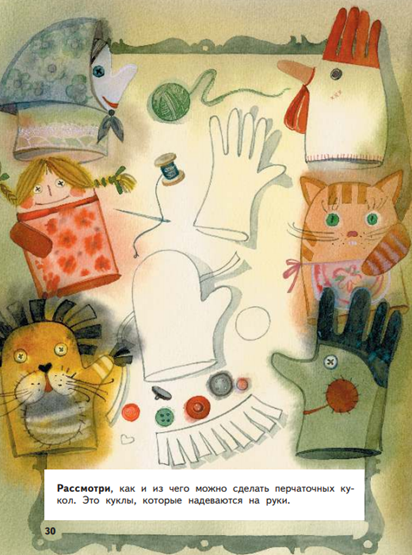 Рассмотри, как и из чего можно сделать перчаточных ку-
кол. Это куклы, которые надеваются на руки.
30